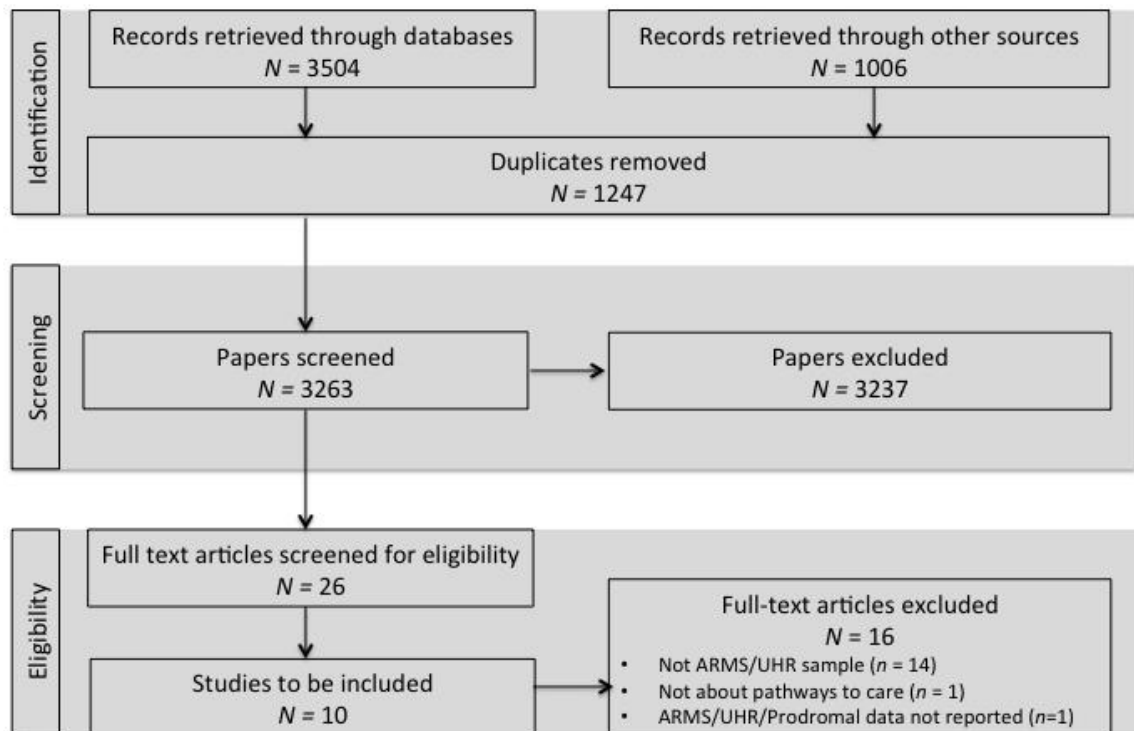 Identification
Records retrieved through databases
N = 3504
Records retrieved through other sources
N = 1006
Duplicates removed
N = 1247
Screening
Papers screened
N = 3263
Papers excluded
N = 3237
Eligibility
Full text articles screened for eligibility
N = 26
Studies to be included
N = 10
Full-text articles excluded
N = 16
• Not ARMS/UHR sample (n = 14)
• Not about pathways to care (n = 1)
• ARMS/UHR/Prodromal data not reported (n=1)